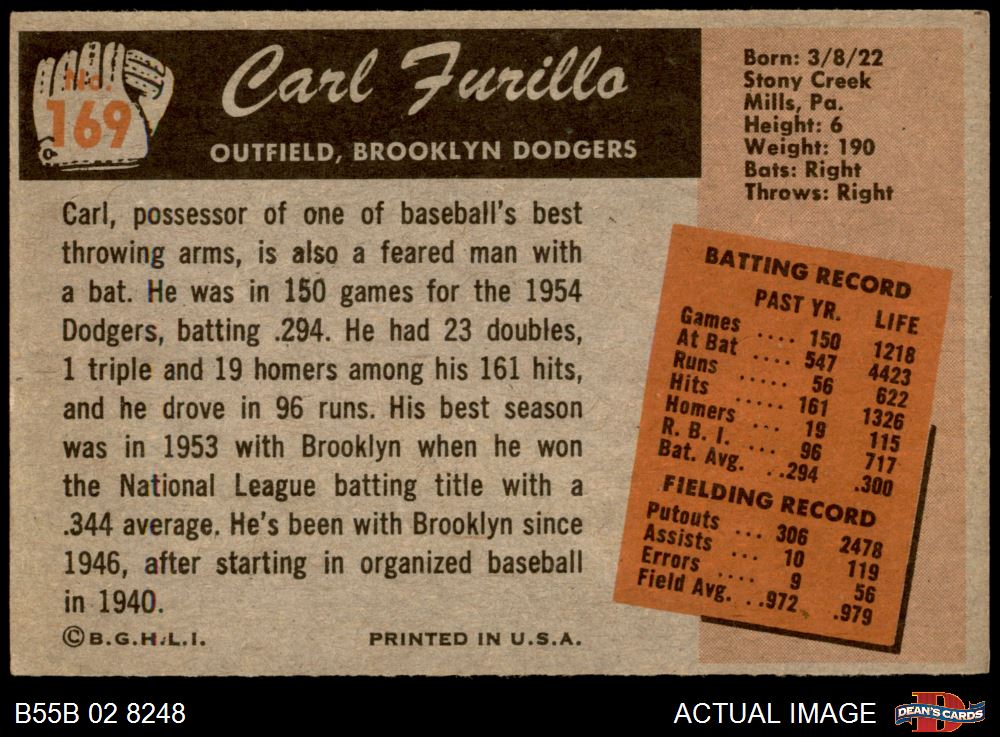 No.
169
Carl Furillo
OUTFIELD, BROOKLYN DODGERS
Carl, possessor of one of baseball's best
throwing arms, is also a feared man with
a bat. He was in 150 games for the 1954
Dodgers, batting .294. He had 23 doubles,
1 triple and 19 homers among his 161 hits,
and he drove in 96 runs. His best season
was in 1953 with Brooklyn when he won
the National League batting title with a
.344 average. He's been with Brooklyn since
1946, after starting in organized baseball
in 1940.
©B.G.H.L.I. PRINTED IN U.S.A.
Born: 3/8/22
Stony Creek
Mills, Pa.
Height: 6
Weight: 190
Bats: Right
Throws: Right
BATTING RECORD
PAST YR. LIFE
Games .... 150 1218
At Bat .... 547 4423
Runs ..... 56 622
Hits ..... 161 1326
Homers ... 19 115
R. B. I. ... 96 717
Bat. Avg. ..294 .300
FIELDING RECORD
Putouts ... 306 2478
Assists ... 10 119
Errors .... 9 56
Field Avg. ..972 .979
B55B 02 8248
ACTUAL IMAGE
DEAN'S CARDS